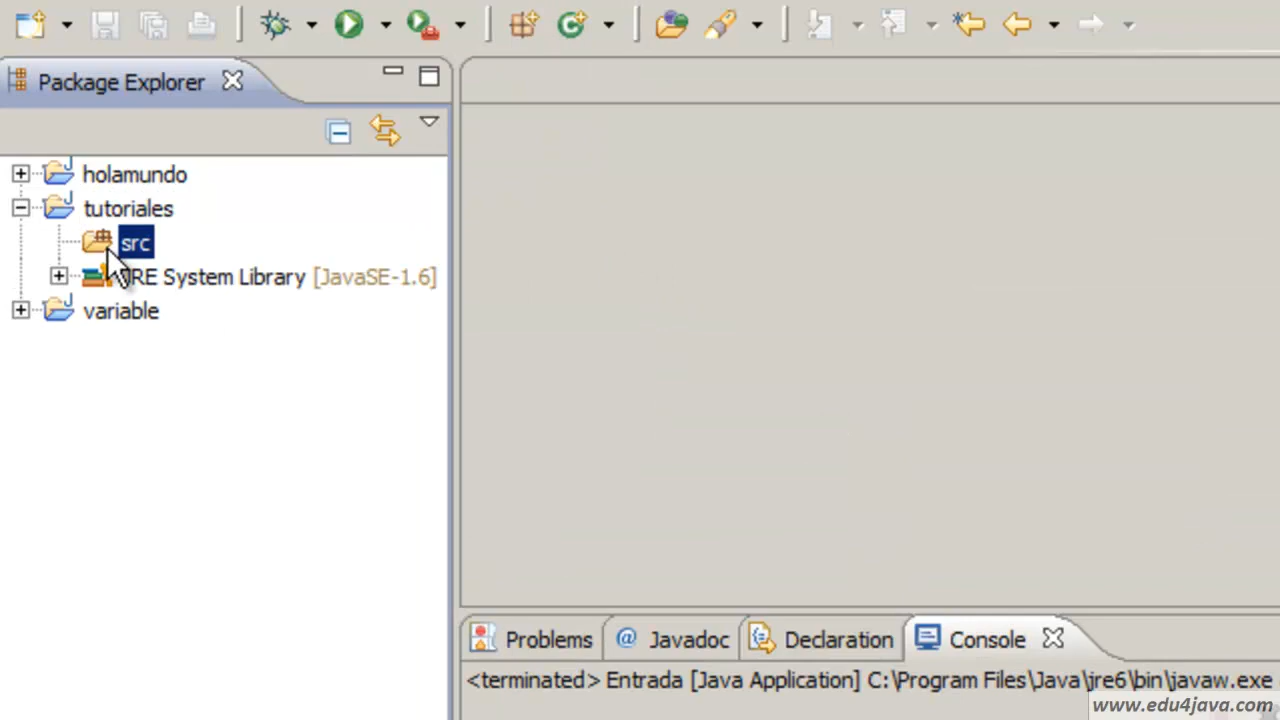 Package Explorer
holamundo
tutoriales
src
JRE System Library [JavaSE-1.6]
variable
Problems
Javadoc
Declaration
Console
<terminated> Entrada [Java Application] C:\Program Files\Java\jre6\bin\javaw.exe
www.edu4java.com